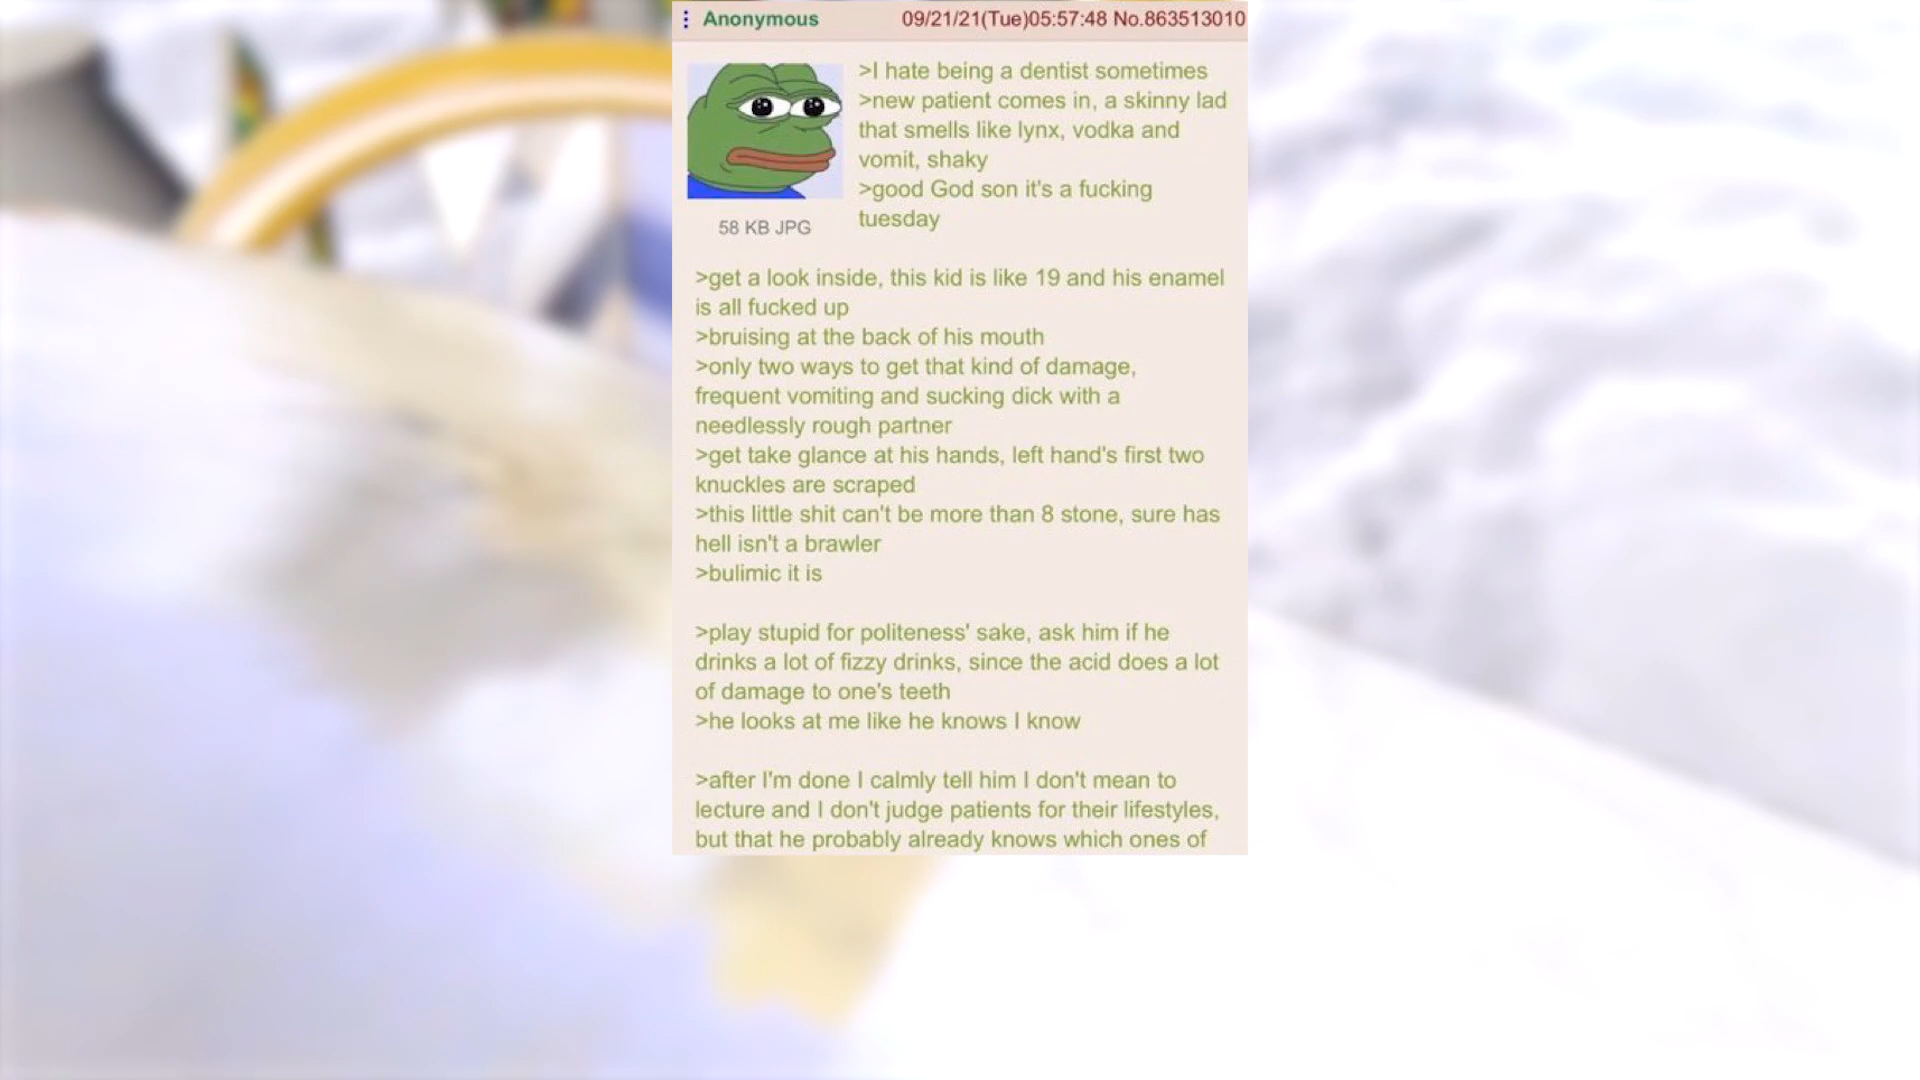 Anonymous 09/21/21(Tue)05:57:48 No.863513010
58 KB JPG
>I hate being a dentist sometimes
>new patient comes in, a skinny lad
that smells like lynx, vodka and
vomit, shaky
>good God son it's a fucking
tuesday
>get a look inside, this kid is like 19 and his enamel
is all fucked up
>bruising at the back of his mouth
>only two ways to get that kind of damage,
frequent vomiting and sucking dick with a
needlessly rough partner
>get take glance at his hands, left hand's first two
knuckles are scraped
>this little shit can't be more than 8 stone, sure has
hell isn't a brawler
>bulimic it is
>play stupid for politeness' sake, ask him if he
drinks a lot of fizzy drinks, since the acid does a lot
of damage to one's teeth
>he looks at me like he knows I know
>after I'm done I calmly tell him I don't mean to
lecture and I don't judge patients for their lifestyles,
but that he probably already knows which ones of